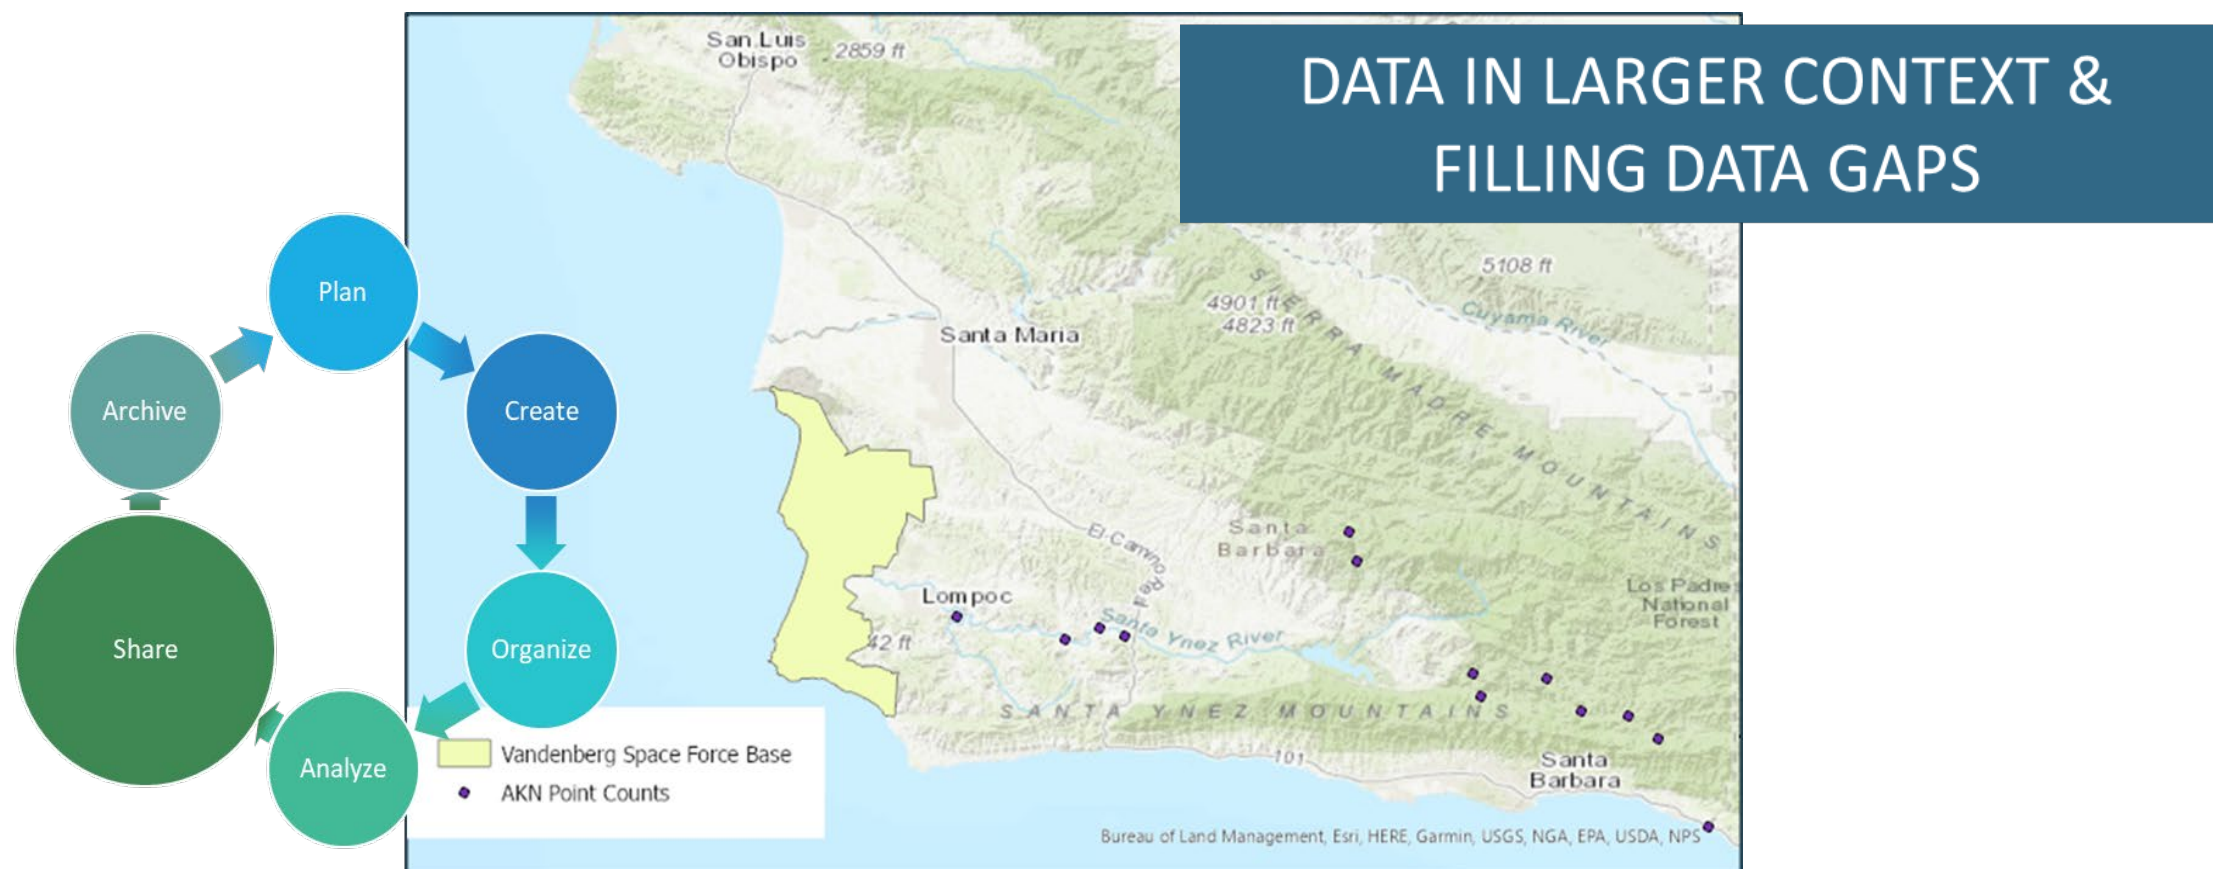 DATA IN LARGER CONTEXT &
FILLING DATA GAPS
Plan
Create
Organize
Analyze
Share
Archive
San Luis
Obispo
2859 ft
5108 ft
4901 ft
4823 ft
Cuyama River
Santa Maria
SIERRA MADRE MOUNTAINS
Santa
Barbara
El Camino Real
Los Padres
National
Forest
Lompoc
Santa Ynez River
42 ft
SANTA YNEZ MOUNTAINS
101
Santa
Barbara
Vandenberg Space Force Base
AKN Point Counts
Bureau of Land Management, Esri, HERE, Garmin, USGS, NGA, EPA, USDA, NPS